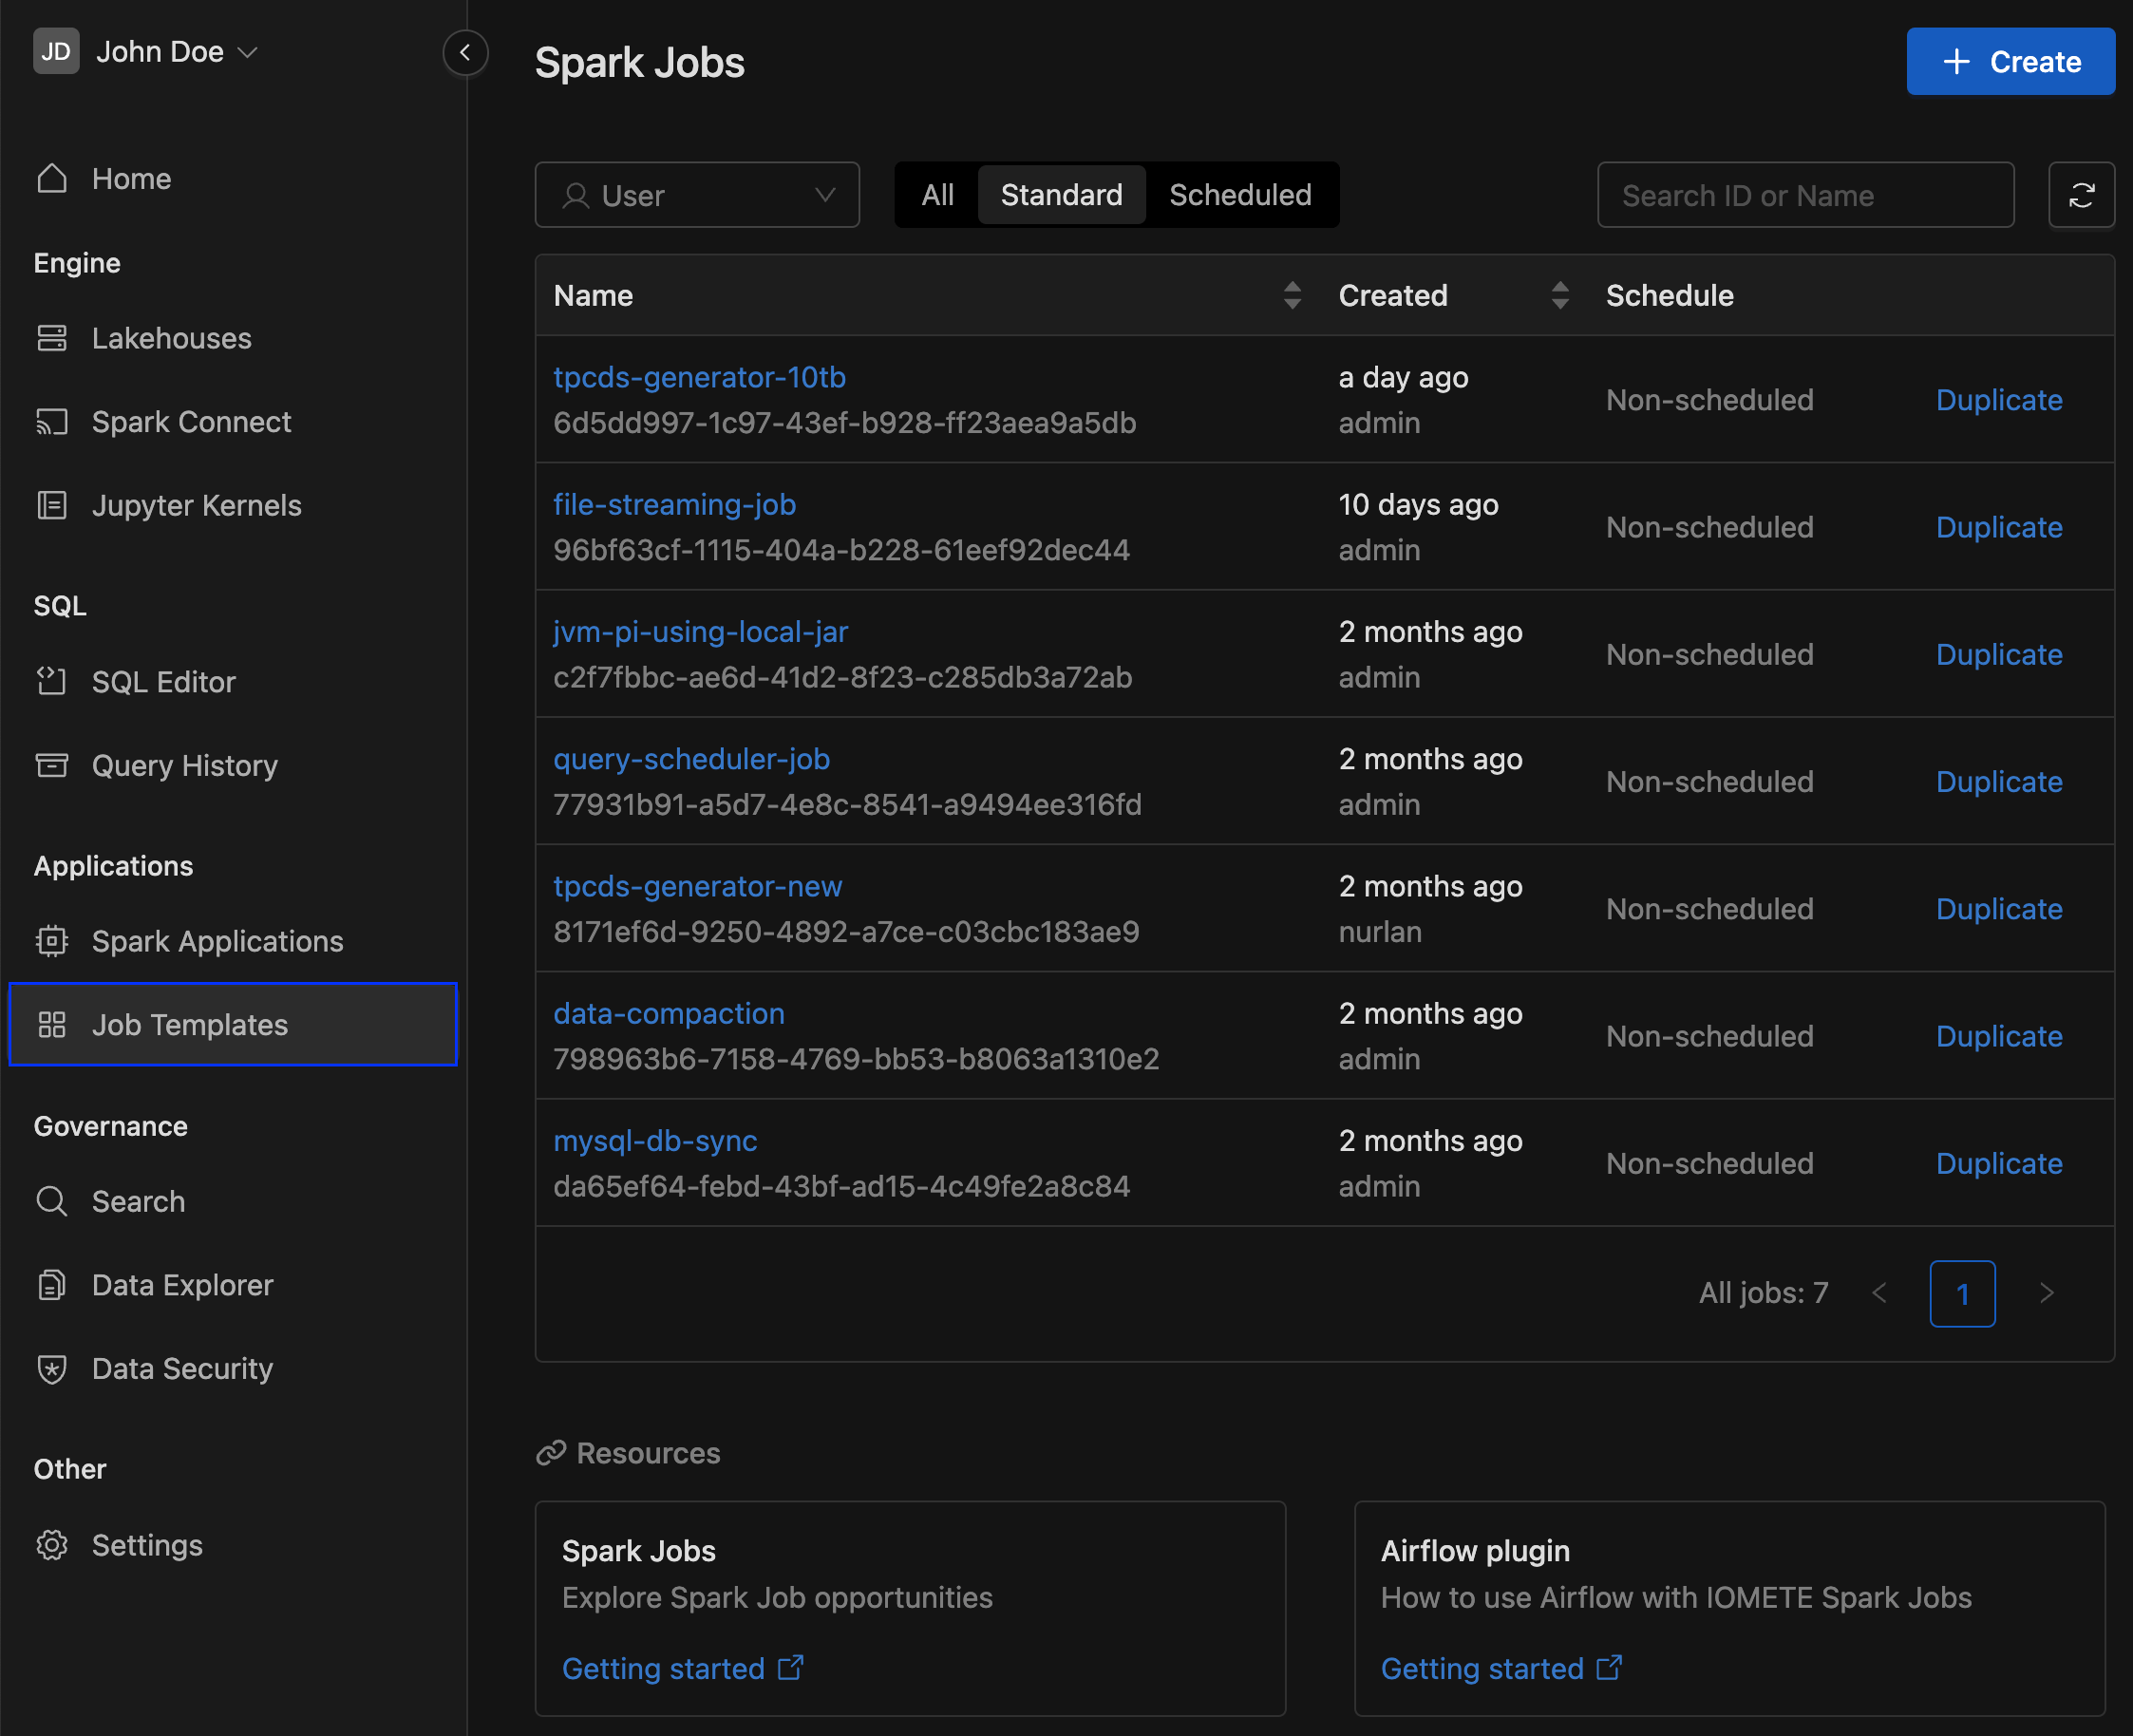 JD John Doe
Home
Engine
Lakehouses
Spark Connect
Jupyter Kernels
SQL
SQL Editor
Query History
Applications
Spark Applications
Job Templates
Governance
Search
Data Explorer
Data Security
Other
Settings
Spark Jobs
Create
User
All Standard Scheduled
Search ID or Name
Name Created Schedule
tpcds-generator-10tb a day ago
Non-scheduled Duplicate
6d5dd997-1c97-43ef-b928-ff23aea9a5db admin
file-streaming-job 10 days ago
Non-scheduled Duplicate
96bf63cf-1115-404a-b228-61eef92dec44 admin
jvm-pi-using-local-jar 2 months ago
Non-scheduled Duplicate
c2f7fbbc-ae6d-41d2-8f23-c285db3a72ab admin
query-scheduler-job 2 months ago
Non-scheduled Duplicate
77931b91-a5d7-4e8c-8541-a9494ee316fd admin
tpcds-generator-new 2 months ago
Non-scheduled Duplicate
8171ef6d-9250-4892-a7ce-c03cbc183ae9 nurlan
data-compaction 2 months ago
Non-scheduled Duplicate
798963b6-7158-4769-bb53-b8063a1310e2 admin
mysql-db-sync 2 months ago
Non-scheduled Duplicate
da65ef64-febd-43bf-ad15-4c49fe2a8c84 admin
All jobs: 7 1
Resources
Spark Jobs
Explore Spark Job opportunities
Getting started
Airflow plugin
How to use Airflow with IOMETE Spark Jobs
Getting started